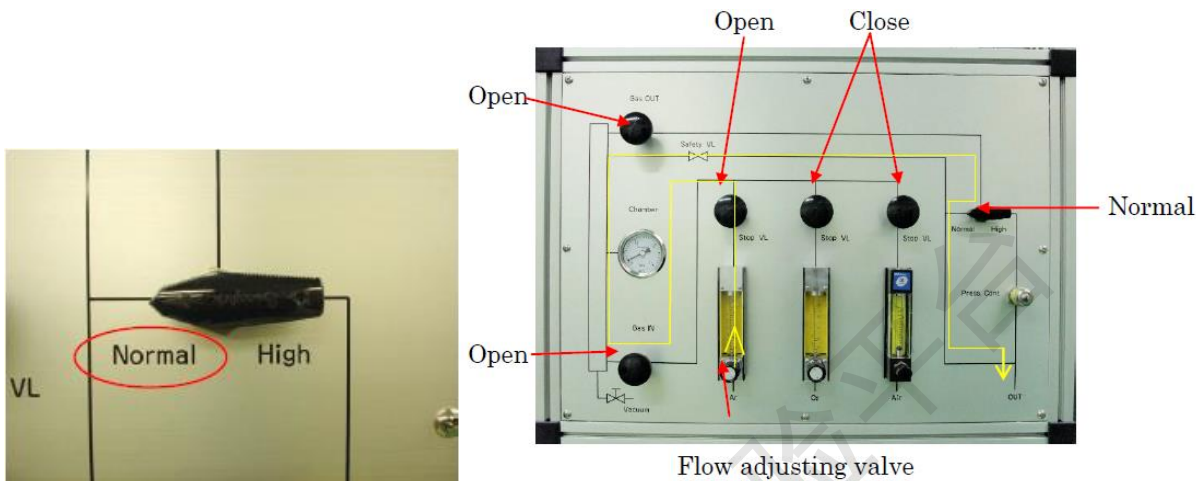 Normal
High
VL
Open
Close
Open
Gas OUT
Safety VL
Chamber
Stop VL
Stop VL
Stop VL
Normal
High
Normal
Press. Cont
Gas IN
Open
Vacuum
Ar
O₂
Air
OUT
Flow adjusting valve